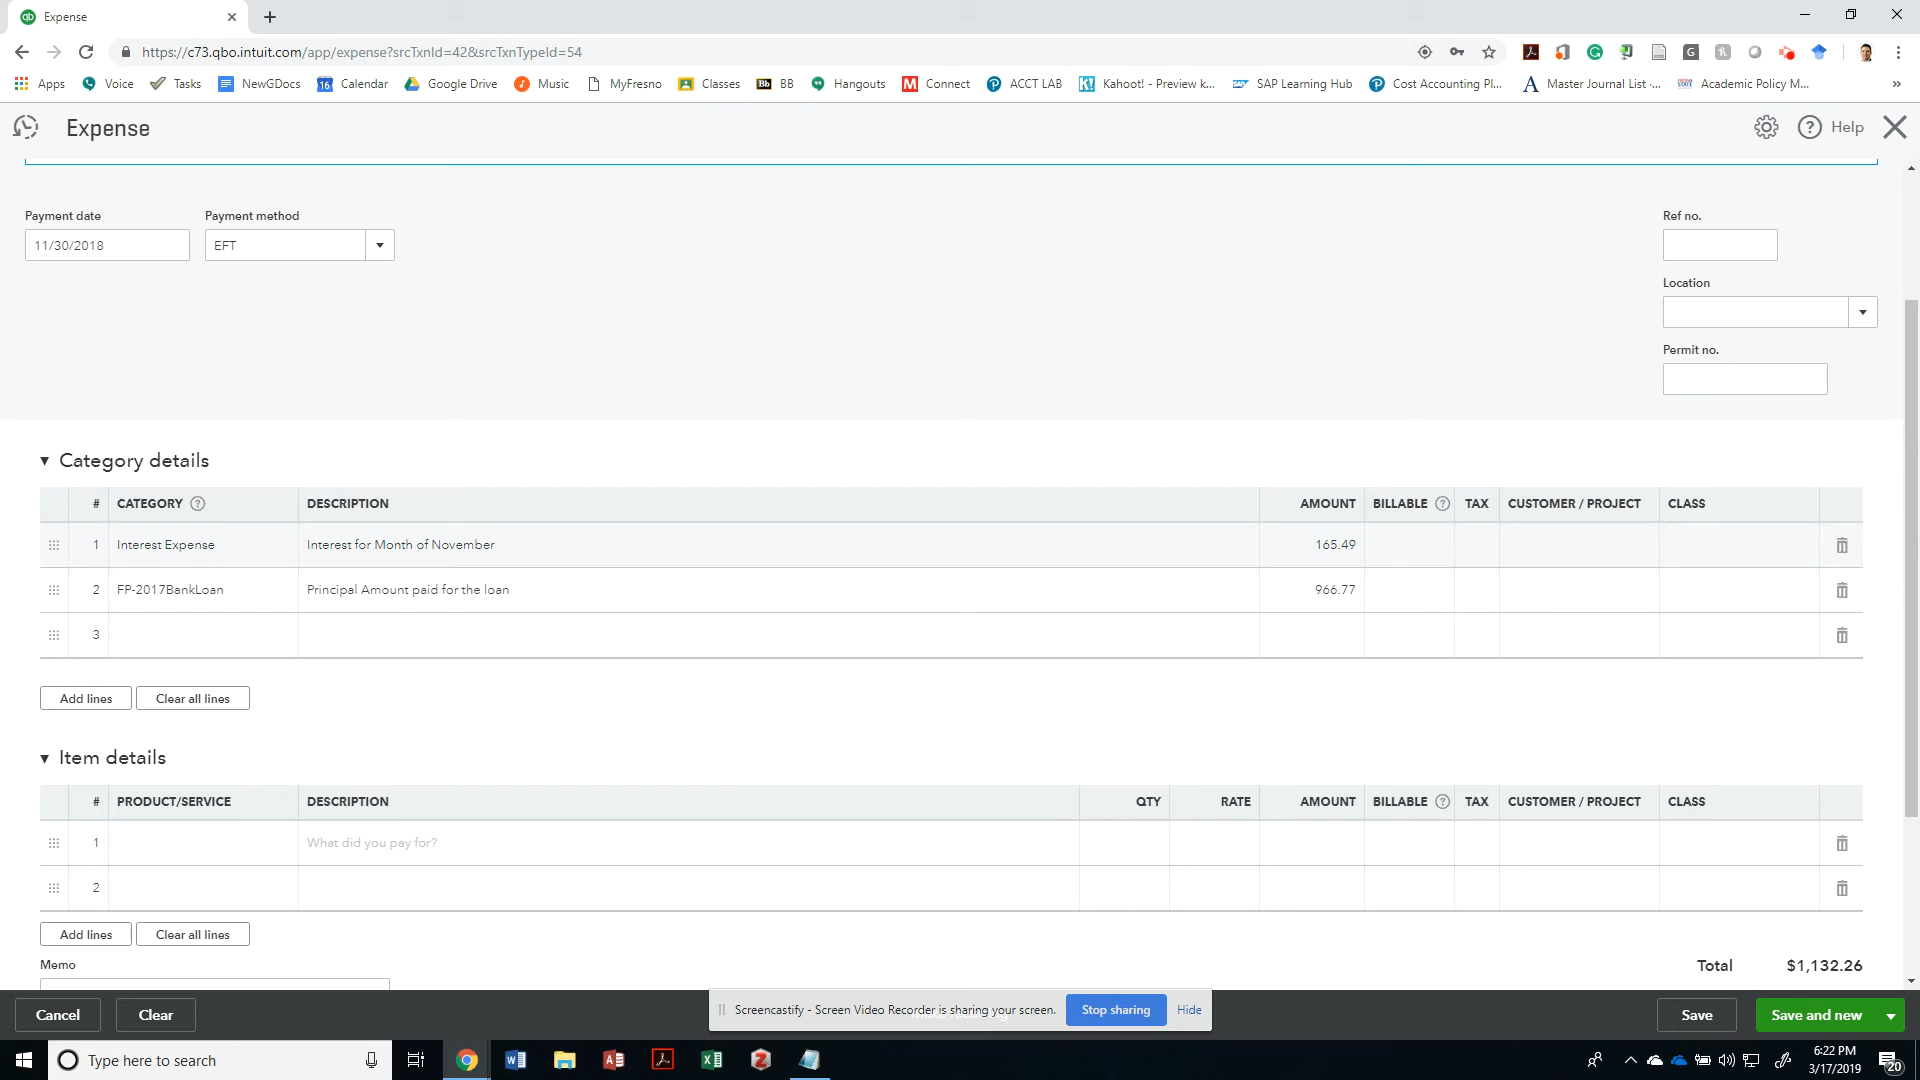 Expense
https://c73.qbo.intuit.com/app/expense?srcTxnId=42&srcTxnTypeId=54
Apps Voice Tasks NewGDocs Calendar Google Drive Music MyFresno Classes BB Hangouts Connect ACCT LAB Kahoot! - Preview k... SAP Learning Hub Cost Accounting Pl... Master Journal List -... Academic Policy M... »
Expense Help
Payment date Payment method Ref no.
11/30/2018 EFT
Location
Permit no.
Category details
# CATEGORY DESCRIPTION AMOUNT BILLABLE TAX CUSTOMER / PROJECT CLASS
1 Interest Expense Interest for Month of November 165.49
2 FP-2017BankLoan Principal Amount paid for the loan 966.77
3
Add lines Clear all lines
Item details
# PRODUCT/SERVICE DESCRIPTION QTY RATE AMOUNT BILLABLE TAX CUSTOMER / PROJECT CLASS
1 What did you pay for?
2
Add lines Clear all lines
Memo Total $1,132.26
Cancel Clear Screencastify - Screen Video Recorder is sharing your screen. Stop sharing Hide Save Save and new
Type here to search 6:22 PM
3/17/2019 20